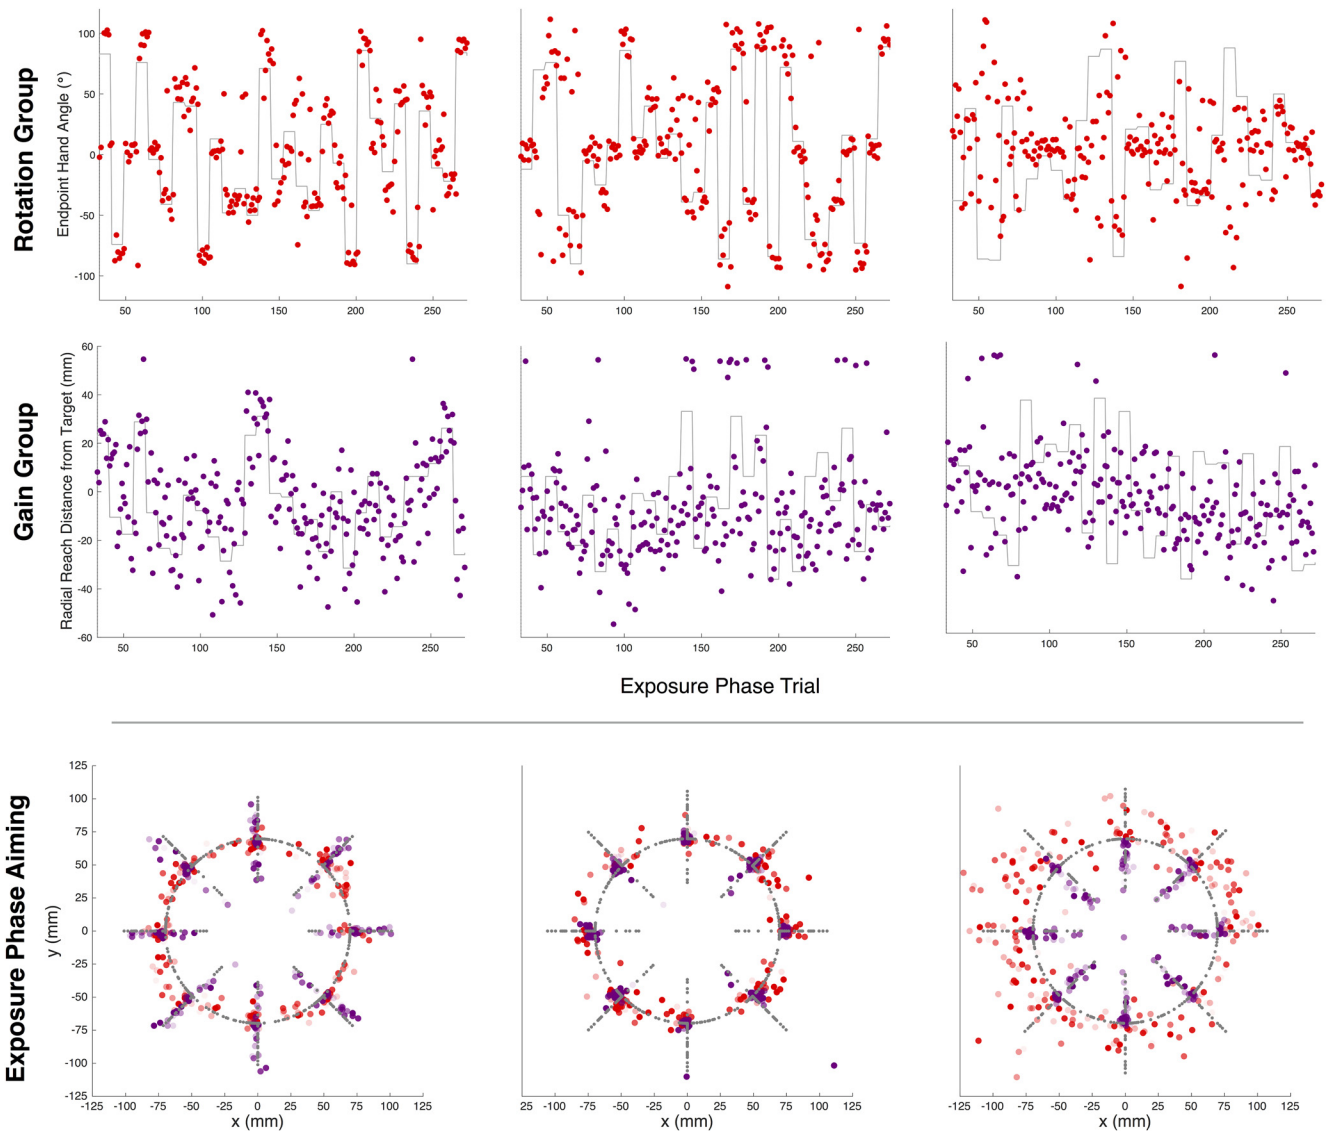 Rotation Group
Endpoint Hand Angle (°)
100
50
0
-50
-100
50 100 150 200 250
50 100 150 200 250
50 100 150 200 250
Gain Group
Radial Reach Distance from Target (mm)
60
40
20
0
-20
-40
-60
50 100 150 200 250
50 100 150 200 250
50 100 150 200 250
Exposure Phase Trial
Exposure Phase Aiming
y (mm)
125
100
75
50
25
0
-25
-50
-75
-100
-125
-125 -100 -75 -50 -25 0 25 50 75 100 125
25 -100 -75 -50 -25 0 25 50 75 100 125
-125 -100 -75 -50 -25 0 25 50 75 100 125
x (mm)
x (mm)
x (mm)